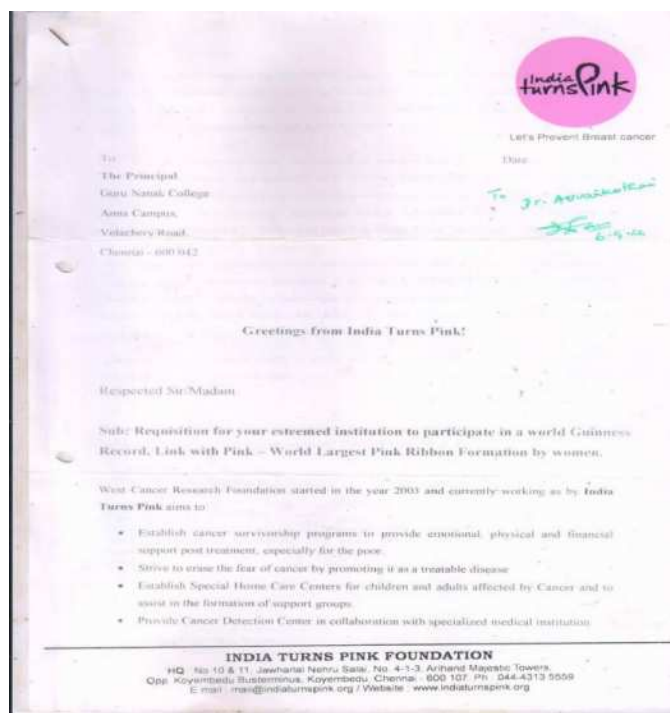 India
turns Pink
Let's Prevent Breast cancer
To
Date
The Principal
Guru Nanak College
Anna Campus,
Velachery Road,
Chennai - 600 042
To
Greetings from India Turns Pink!
Respected Sir/Madam
Sub: Requisition for your esteemed institution to participate in a world Guinness
Record. Link with Pink – World Largest Pink Ribbon Formation by women.
West Cancer Research Foundation started in the year 2003 and currently working as by India
Turns Pink aims to
• Establish cancer survivorship programs to provide emotional, physical and financial
support post treatment, especially for the poor
• Strive to erase the fear of cancer by promoting it as a treatable disease
• Establish Special Home Care Centers for children and adults affected by Cancer and to
assist in the formation of support groups.
• Provide Cancer Detection Center in collaboration with specialized medical institution
INDIA TURNS PINK FOUNDATION
HQ : No 10 & 11, Jawharlal Nehru Salai, No. 4-1-3, Arihand Majestic Towers,
Opp. Koyembedu Busterminus, Koyembedu, Chennai - 600 107. Ph : 044-4313 5559
E mail : mail@indiaturnspink.org / Website : www.indiaturnspink.org